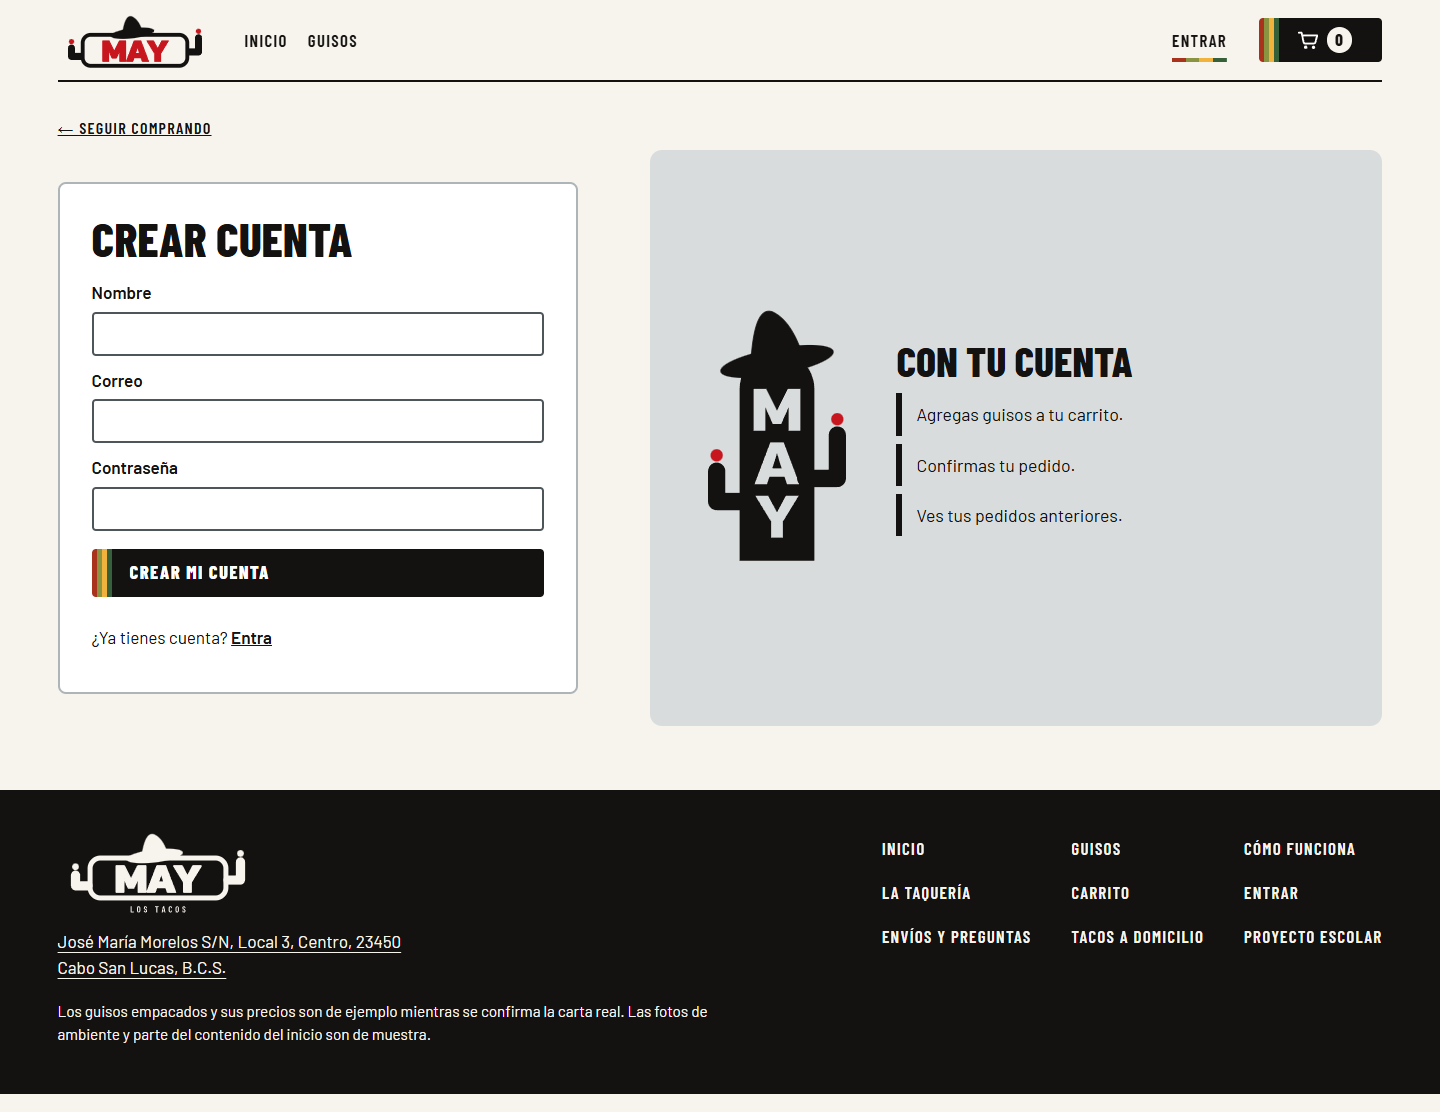 MAY
INICIO GUISOS
ENTRAR
0
← SEGUIR COMPRANDO
CREAR CUENTA
Nombre
Correo
Contraseña
CREAR MI CUENTA
¿Ya tienes cuenta? Entra
M
A
Y
CON TU CUENTA
Agregas guisos a tu carrito.
Confirmas tu pedido.
Ves tus pedidos anteriores.
MAY
LOS TACOS
José María Morelos S/N, Local 3, Centro, 23450
Cabo San Lucas, B.C.S.
Los guisos empacados y sus precios son de ejemplo mientras se confirma la carta real. Las fotos de
ambiente y parte del contenido del inicio son de muestra.
INICIO
LA TAQUERÍA
ENVÍOS Y PREGUNTAS
GUISOS
CARRITO
TACOS A DOMICILIO
CÓMO FUNCIONA
ENTRAR
PROYECTO ESCOLAR